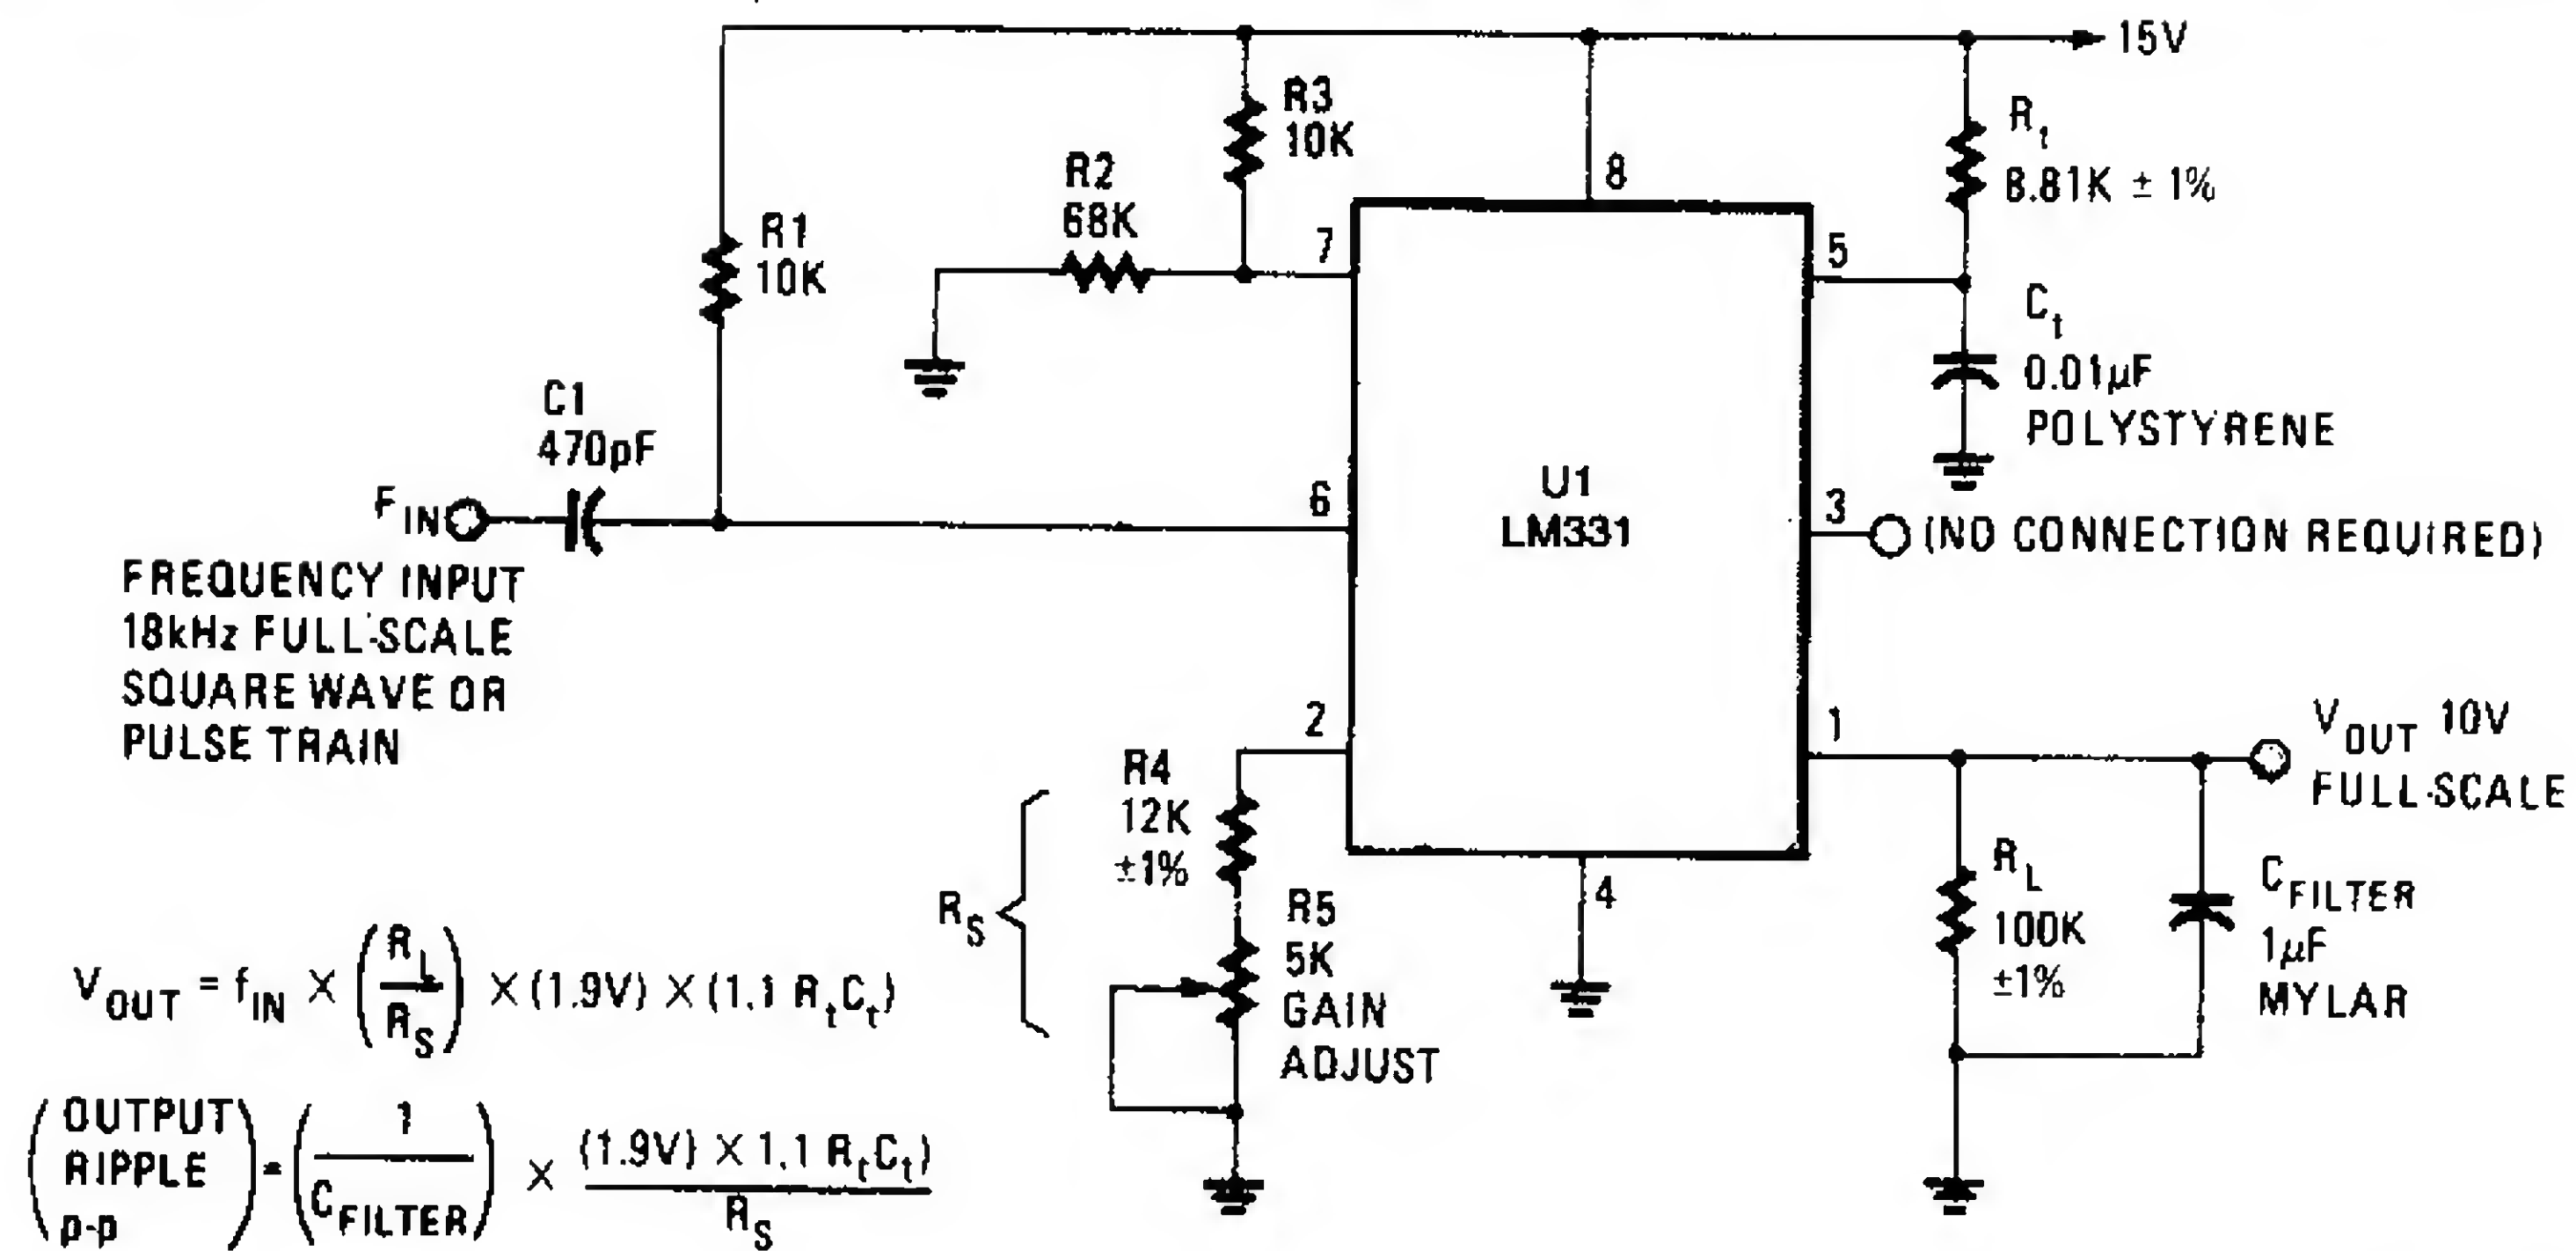 15V
R3
10K
R2
68K
R1
10K
8
7
Rt
8.81K ± 1%
5
Ct
0.01μF
POLYSTYRENE
C1
470pF
FIN
FREQUENCY INPUT
18kHz FULL-SCALE
SQUARE WAVE OR
PULSE TRAIN
6
U1
LM331
3
(NO CONNECTION REQUIRED)
2
1
VOUT 10V
FULL-SCALE
R4
12K
±1%
RS
R5
5K
GAIN
ADJUST
4
RL
100K
±1%
CFILTER
1μF
MYLAR
VOUT = fIN × (RL/RS) × (1.9V) × (1.1 RtCt)
(OUTPUT RIPPLE p-p) = (1/CFILTER) × (1.9V) × 1.1 RtCt)/RS